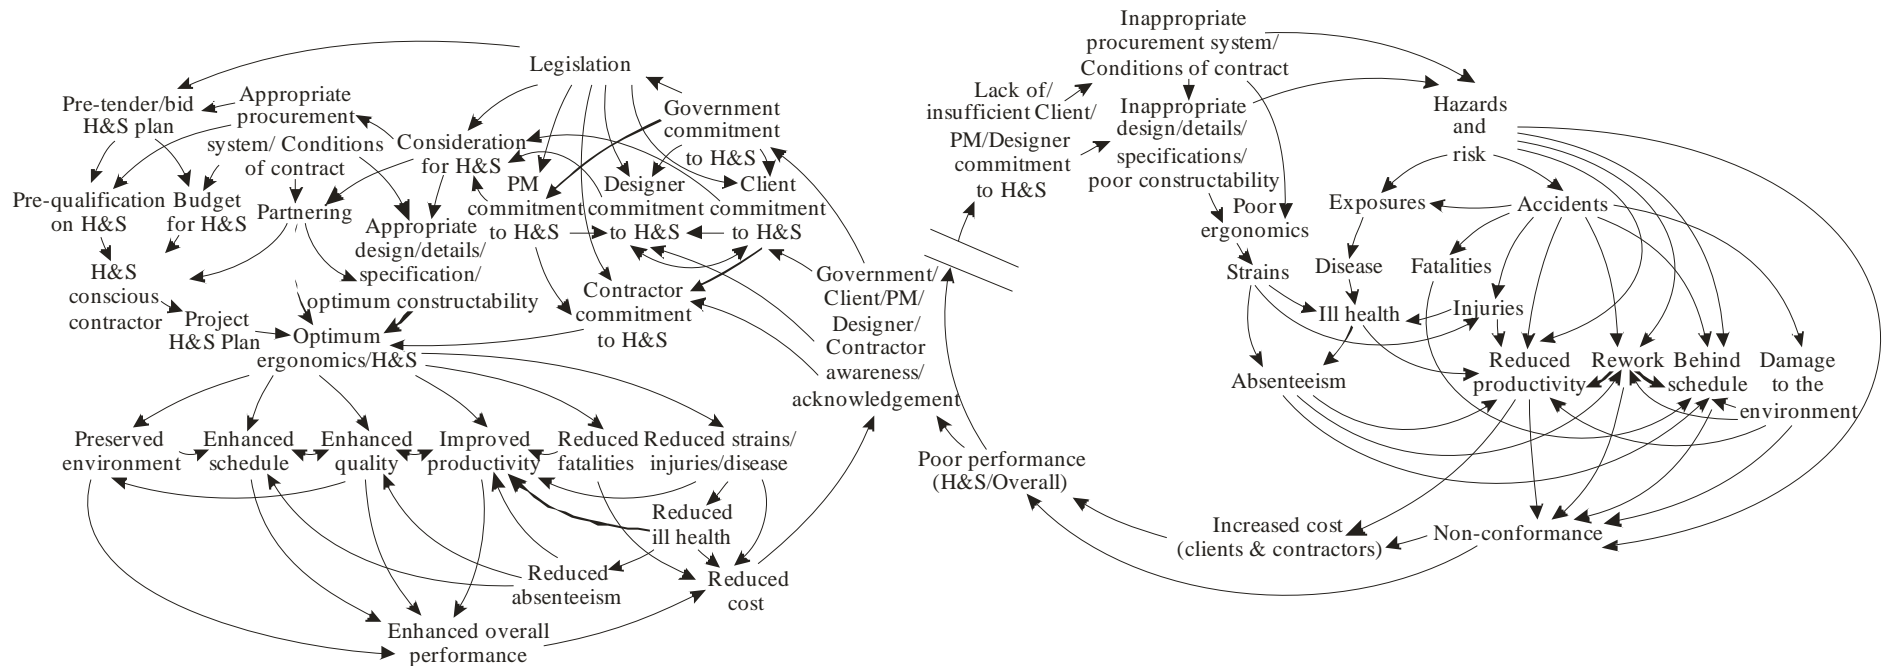 Legislation
Pre-tender/bid
H&S plan
Appropriate
procurement
system/ Conditions
of contract
Consideration
for H&S
Government
commitment
to H&S
PM
commitment
to H&S
Designer
commitment
to H&S
Client
commitment
to H&S
Pre-qualification
on H&S
Budget
for H&S
Partnering
Appropriate
design/details/
specification/
optimum constructability
H&S
conscious
contractor
Project
H&S Plan
Optimum
ergonomics/H&S
Contractor
commitment
to H&S
Government/
Client/PM/
Designer/
Contractor
awareness/
acknowledgement
Preserved
environment
Enhanced
schedule
Enhanced
quality
Improved
productivity
Reduced
fatalities
Reduced strains/
injuries/disease
Reduced
ill health
Reduced
absenteeism
Reduced
cost
Enhanced overall
performance
Inappropriate
procurement system/
Conditions of contract
Lack of/
insufficient Client/
PM/Designer
commitment
to H&S
Inappropriate
design/details/
specifications/
poor constructability
Hazards
and
risk
Poor
ergonomics
Exposures
Accidents
Strains
Disease
Fatalities
Ill health
Injuries
Absenteeism
Reduced
productivity
Rework
Behind
schedule
Damage
to the
environment
Poor performance
(H&S/Overall)
Increased cost
(clients & contractors)
Non-conformance